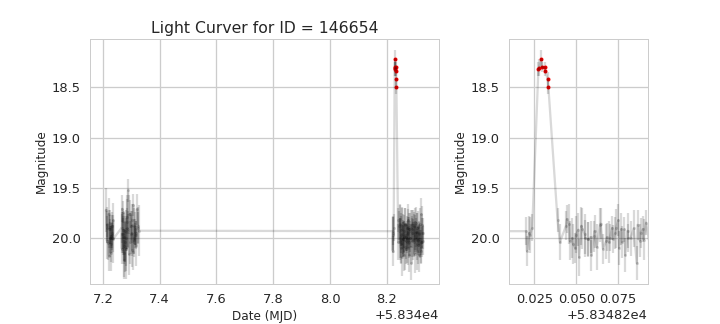 Light Curver for ID = 146654
Magnitude
18.5
19.0
19.5
20.0
7.2 7.4 7.6 7.8 8.0 8.2
Date (MJD)
+5.834e4
Magnitude
18.5
19.0
19.5
20.0
0.025 0.050 0.075
+5.83482e4